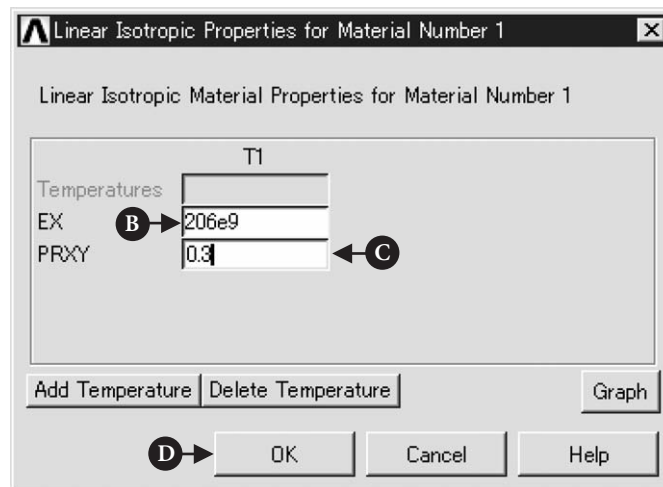 Linear Isotropic Properties for Material Number 1
Linear Isotropic Material Properties for Material Number 1
T1
Temperatures
EX B 206e9
PRXY 0.3 C
Add Temperature Delete Temperature Graph
D OK Cancel Help